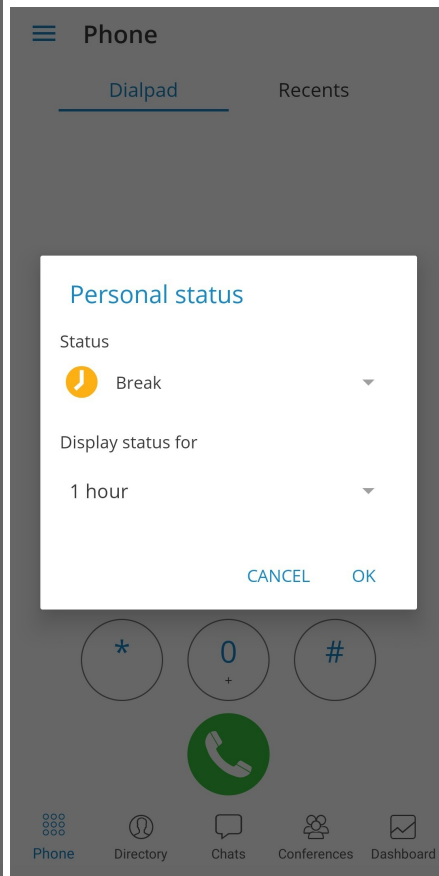 Phone
Dialpad Recents
Personal status
Status
Break
Display status for
1 hour
CANCEL OK
* 0 #
+
Phone Directory Chats Conferences Dashboard